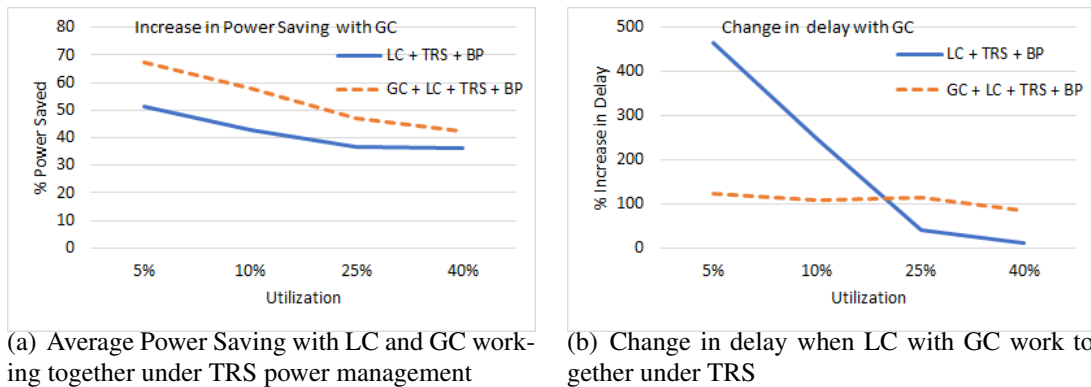 Increase in Power Saving with GC
80
70
60
50
40
30
20
10
0
% Power Saved
LC + TRS + BP
GC + LC + TRS + BP
5% 10% 25% 40%
Utilization
(a) Average Power Saving with LC and GC work-
ing together under TRS power management
Change in delay with GC
500
400
300
200
100
0
% Increase in Delay
LC + TRS + BP
GC + LC + TRS + BP
5% 10% 25% 40%
Utilization
(b) Change in delay when LC with GC work to
gether under TRS